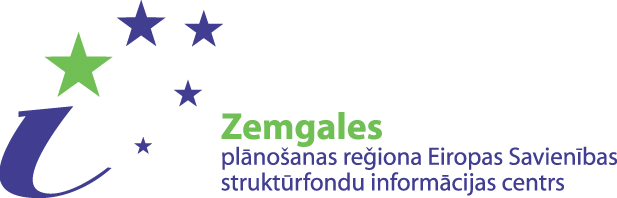 Zemgales
plānošanas reģiona Eiropas Savienības
struktūrfondu informācijas centrs